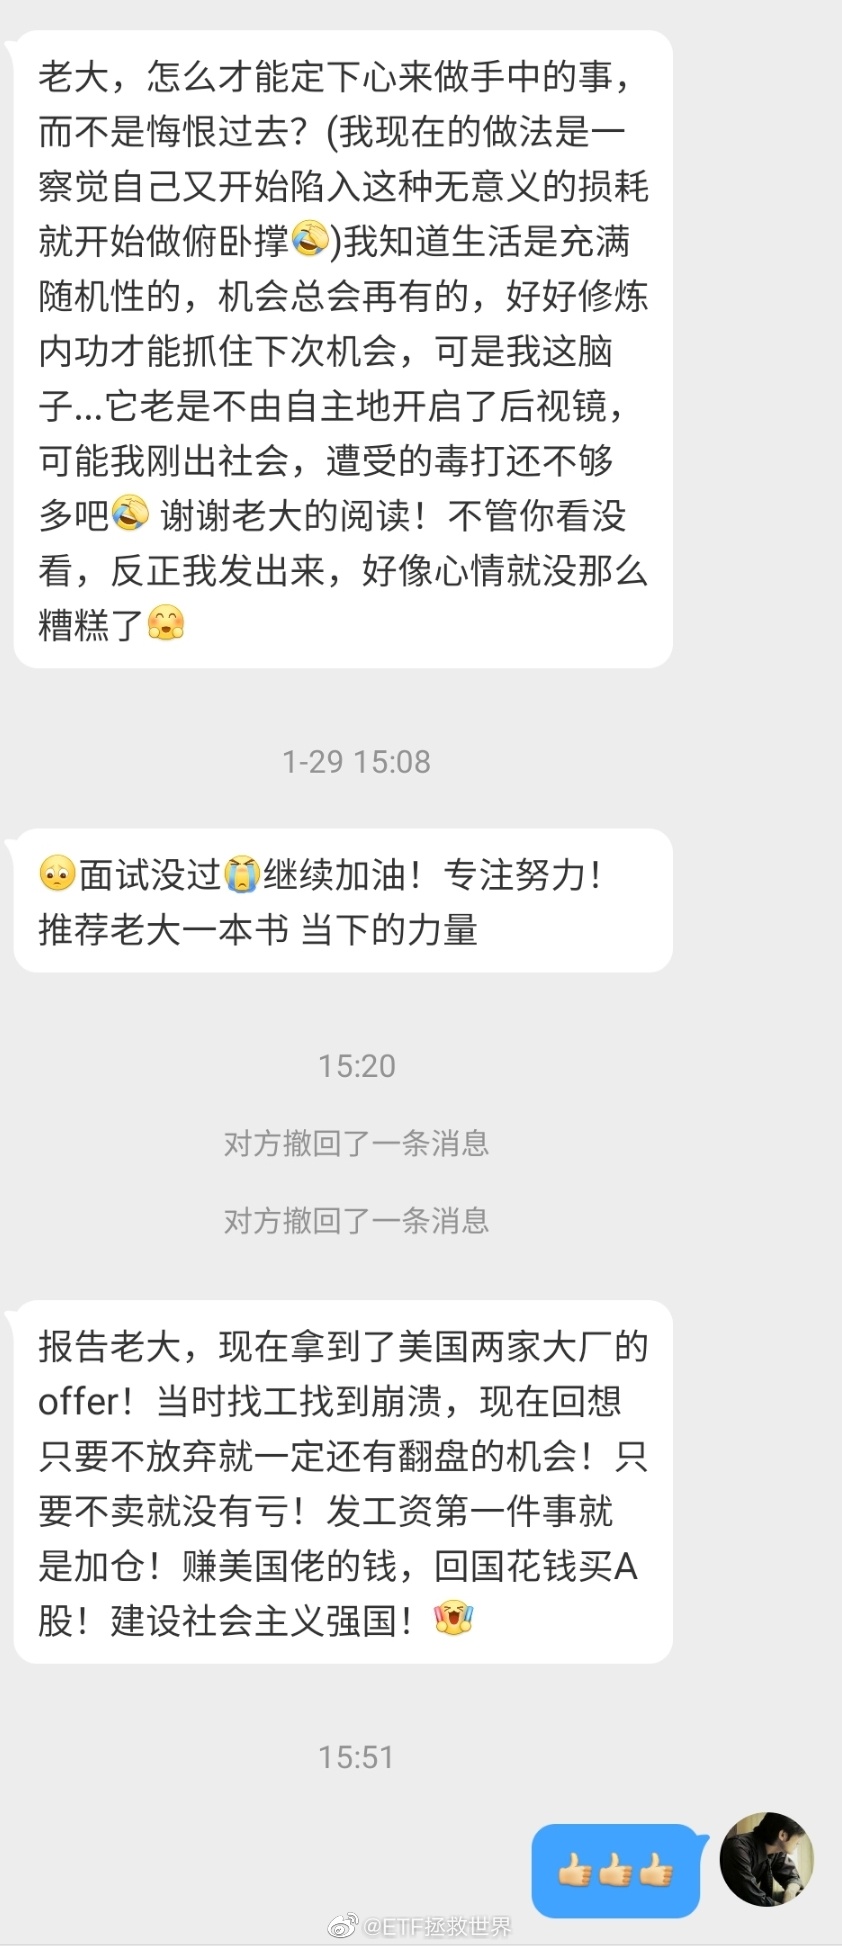 老大，怎么才能定下心来做手中的事，
而不是悔恨过去？(我现在的做法是一
察觉自己又开始陷入这种无意义的损耗
就开始做俯卧撑🤣)我知道生活是充满
随机性的，机会总会再有的，好好修炼
内功才能抓住下次机会，可是我这脑
子...它老是不由自主地开启了后视镜，
可能我刚出社会，遭受的毒打还不够
多吧🤣 谢谢老大的阅读！不管你看没
看，反正我发出来，好像心情就没那么
糟糕了🤗
1-29 15:08
🥺面试没过😭继续加油！专注努力！
推荐老大一本书 当下的力量
15:20
对方撤回了一条消息
对方撤回了一条消息
报告老大，现在拿到了美国两家大厂的
offer！当时找工找到崩溃，现在回想
只要不放弃就一定还有翻盘的机会！只
要不卖就没有亏！发工资第一件事就
是加仓！赚美国佬的钱，回国花钱买A
股！建设社会主义强国！
15:51
👍👍👍
@ETF拯救世界